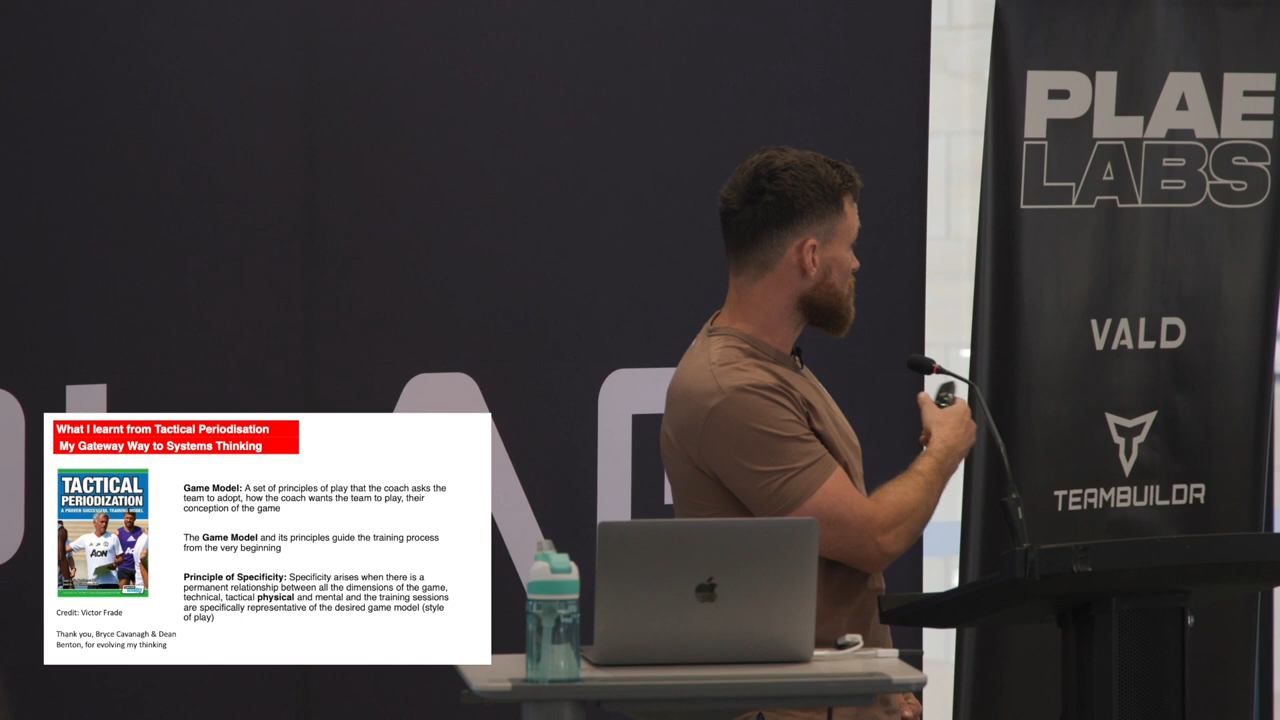 PLAE
LABS
VALD
TEAMBUILDR
What I learnt from Tactical Periodisation
My Gateway Way to Systems Thinking
TACTICAL
PERIODIZATION
A PROVEN SUCCESSFUL TRAINING MODEL
AON
Credit: Victor Frade
Thank you, Bryce Cavanagh & Dean
Benton, for evolving my thinking
Game Model: A set of principles of play that the coach asks the
team to adopt, how the coach wants the team to play, their
conception of the game
The Game Model and its principles guide the training process
from the very beginning
Principle of Specificity: Specificity arises when there is a
permanent relationship between all the dimensions of the game,
technical, tactical physical and mental and the training sessions
are specifically representative of the desired game model (style
of play)